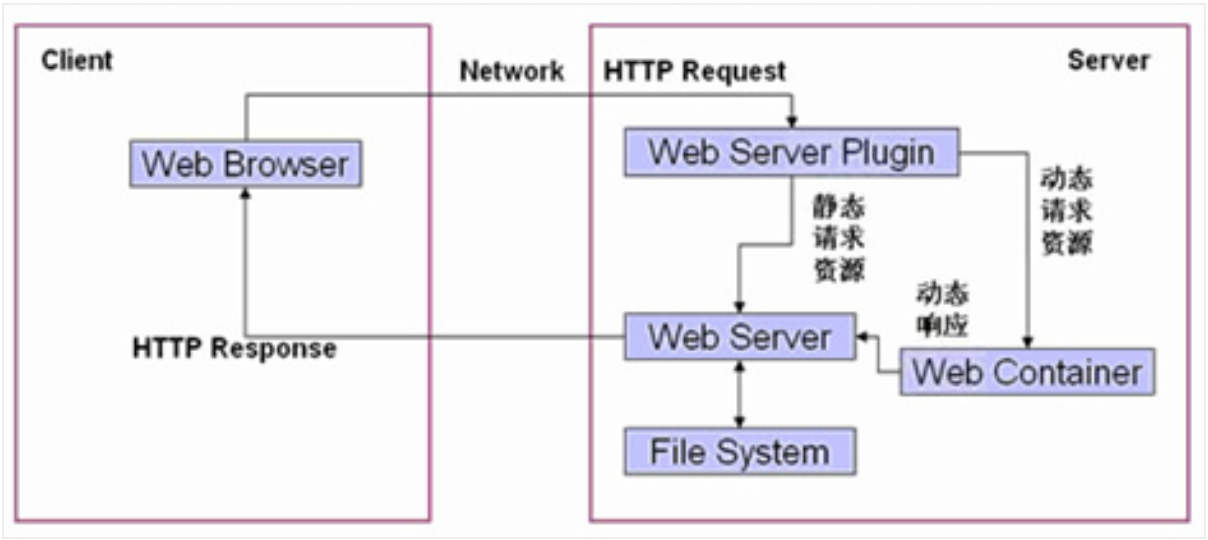 Client
Server
Network
HTTP Request
Web Browser
Web Server Plugin
静态
请求
资源
动态
请求
资源
动态
响应
HTTP Response
Web Server
Web Container
File System